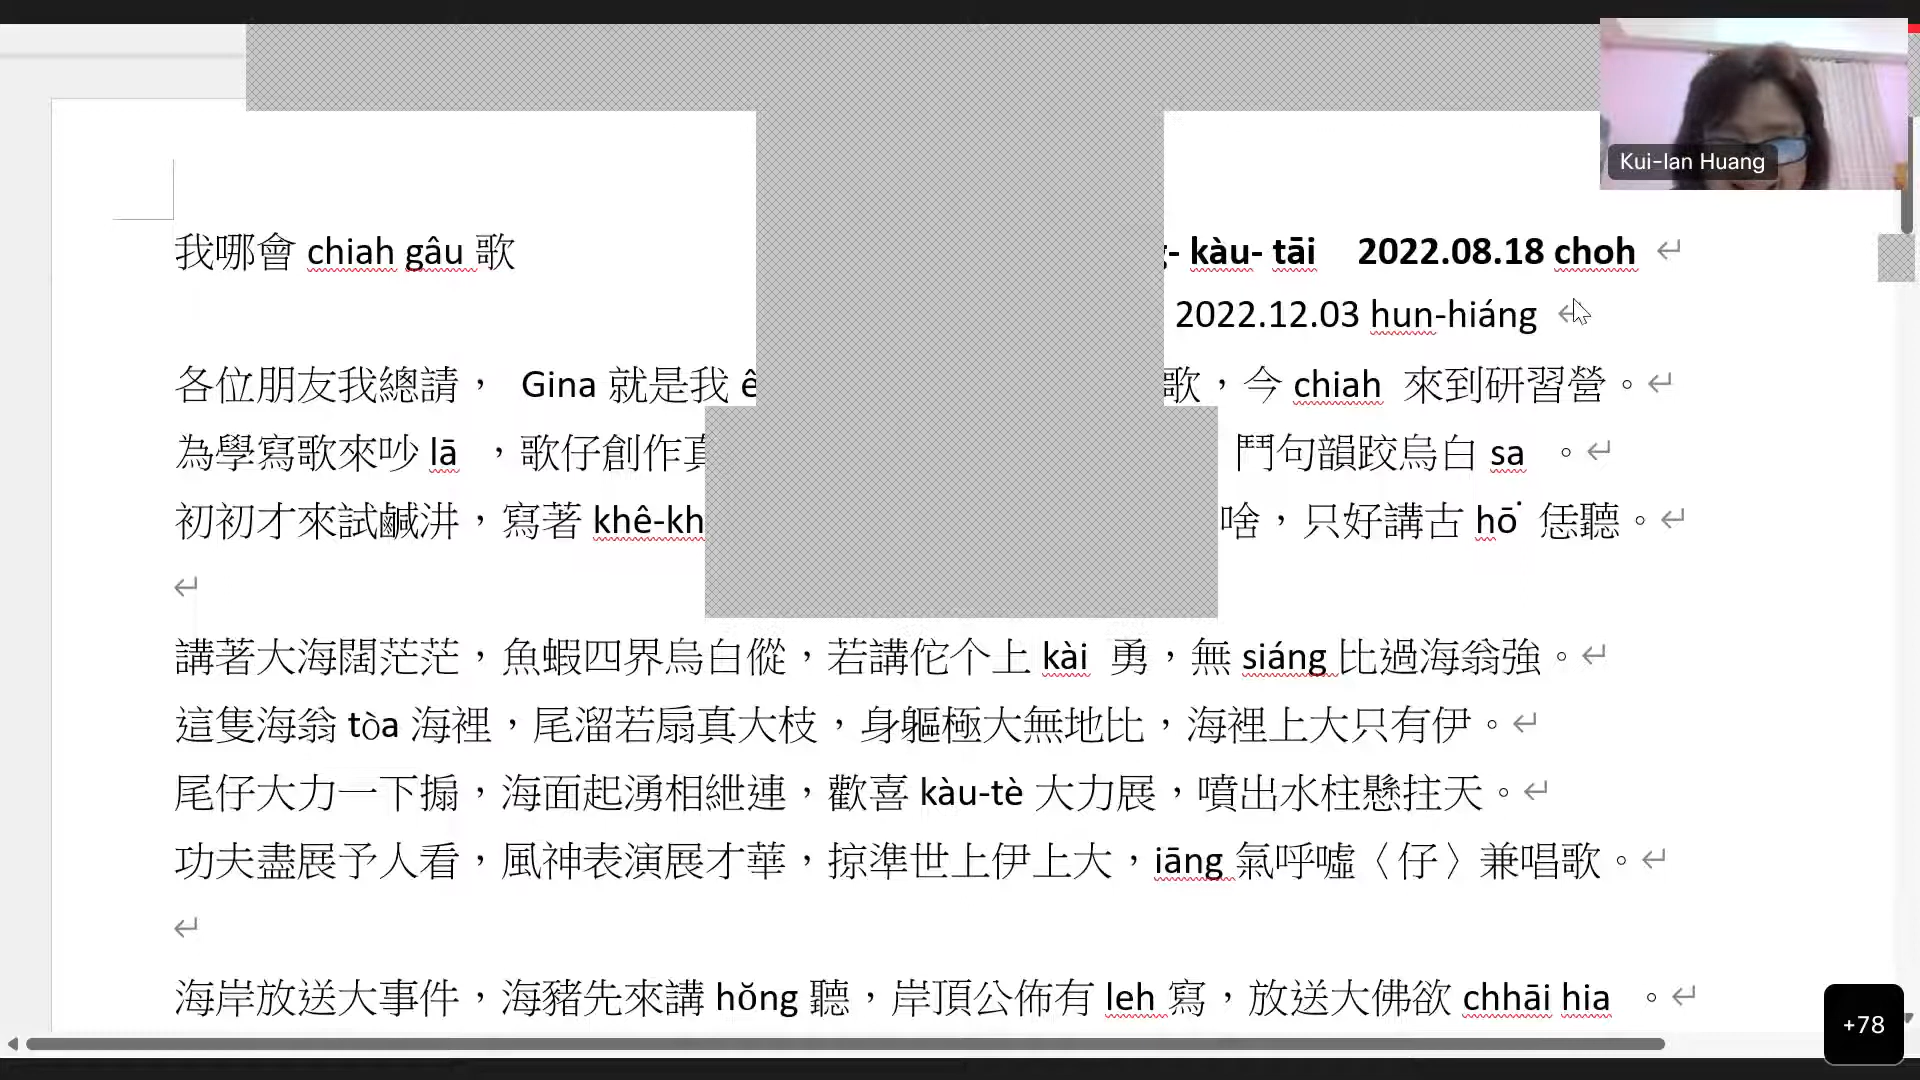 Kui-lan Huang
我哪會 chiah gâu 歌 - kàu- tāi 2022.08.18 choh
2022.12.03 hun-hiáng
各位朋友我總請， Gina 就是我 歌，今 chiah 來到研習營。
為學寫歌來吵 lā ，歌仔創作真 鬥句韻跤烏白 sa 。
初初才來試鹹汫，寫著 khê-kh 啥，只好講古 hō͘ 恁聽。
講著大海闊茫茫，魚蝦四界烏白從，若講佗个上 kài 勇，無 siáng 比過海翁強。
這隻海翁 tòa 海裡，尾溜若扇真大枝，身軀極大無地比，海裡上大只有伊。
尾仔大力一下搧，海面起湧相紲連，歡喜 kàu-tè 大力展，噴出水柱懸拄天。
功夫盡展予人看，風神表演展才華，掠準世上伊上大，iāng 氣呼噓〈仔〉兼唱歌。
海岸放送大事件，海豬先來講 hŏng 聽，岸頂公佈有 leh 寫，放送大佛欲 chhāi hia 。
+78